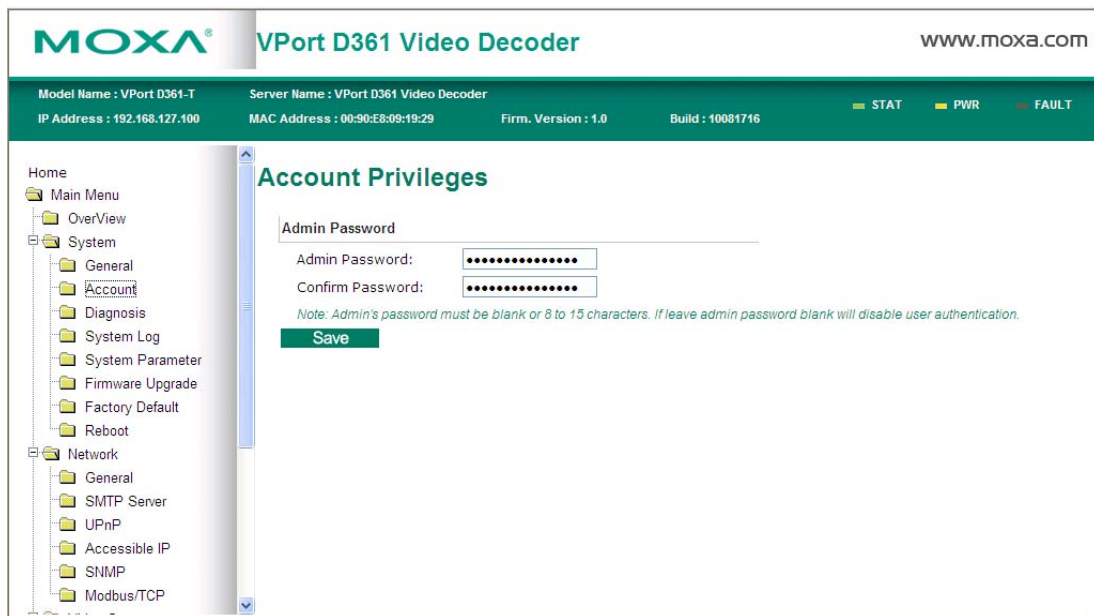 MOXA®
VPort D361 Video Decoder
www.moxa.com
Model Name : VPort D361-T
Server Name : VPort D361 Video Decoder
STAT
PWR
FAULT
IP Address : 192.168.127.100
MAC Address : 00:90:E8:09:19:29
Firm. Version : 1.0
Build : 10081716
Home
Main Menu
OverView
System
General
Account
Diagnosis
System Log
System Parameter
Firmware Upgrade
Factory Default
Reboot
Network
General
SMTP Server
UPnP
Accessible IP
SNMP
Modbus/TCP
Account Privileges
Admin Password
Admin Password: •••••••••••••••
Confirm Password: •••••••••••••••
Note: Admin's password must be blank or 8 to 15 characters. If leave admin password blank will disable user authentication.
Save